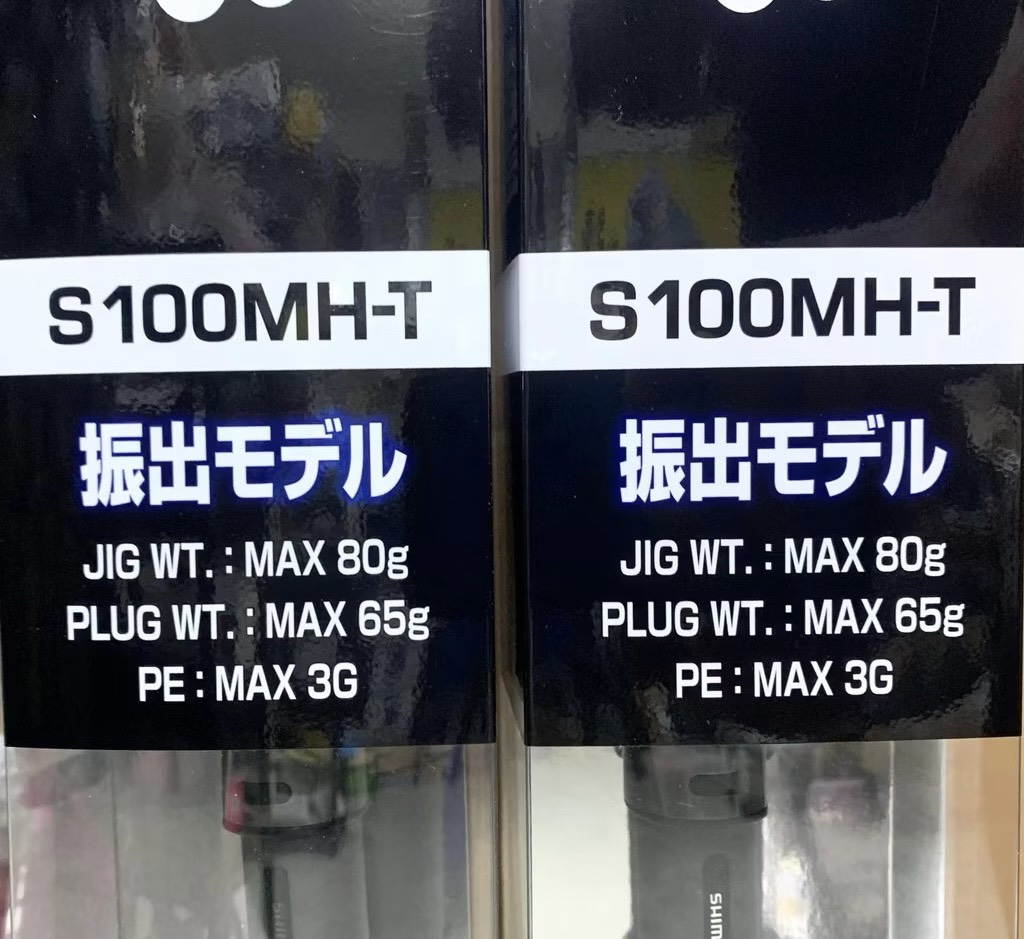 S100MH-T
振出モデル
JIG WT.：MAX 80g
PLUG WT.：MAX 65g
PE：MAX 3G
S100MH-T
振出モデル
JIG WT.：MAX 80g
PLUG WT.：MAX 65g
PE：MAX 3G